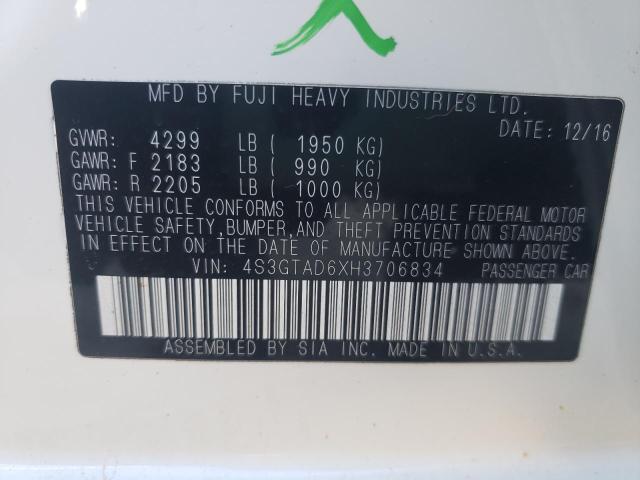 MFD BY FUJI HEAVY INDUSTRIES LTD.
DATE: 12/16
GVWR: 4299 LB ( 1950 KG)
GAWR: F 2183 LB ( 990 KG)
GAWR: R 2205 LB ( 1000 KG)
THIS VEHICLE CONFORMS TO ALL APPLICABLE FEDERAL MOTOR
VEHICLE SAFETY, BUMPER, AND THEFT PREVENTION STANDARDS
IN EFFECT ON THE DATE OF MANUFACTURE SHOWN ABOVE.
VIN: 4S3GTAD6XH3706834 PASSENGER CAR
ASSEMBLED BY SIA INC. MADE IN U.S.A.